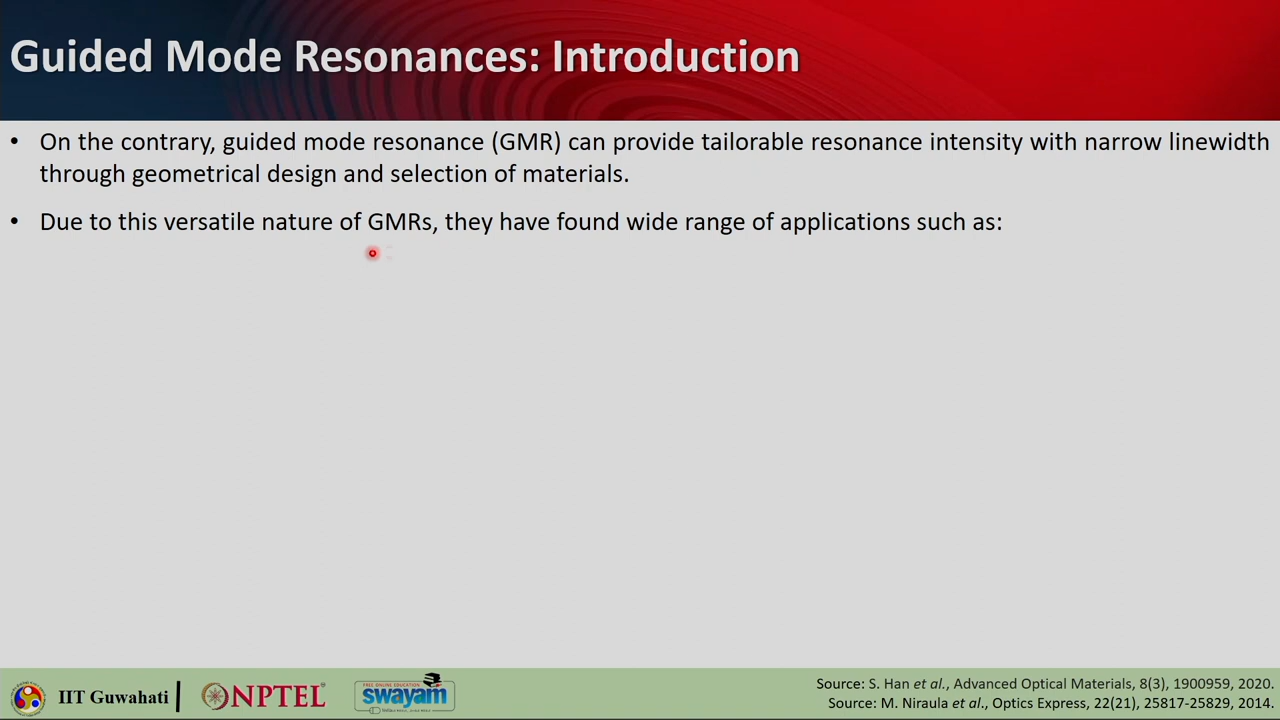 Guided Mode Resonances: Introduction
• On the contrary, guided mode resonance (GMR) can provide tailorable resonance intensity with narrow linewidth
through geometrical design and selection of materials.
• Due to this versatile nature of GMRs, they have found wide range of applications such as:
IIT Guwahati
NPTEL
FREE ONLINE EDUCATION
swayam
Source: S. Han et al., Advanced Optical Materials, 8(3), 1900959, 2020.
Source: M. Niraula et al., Optics Express, 22(21), 25817-25829, 2014.